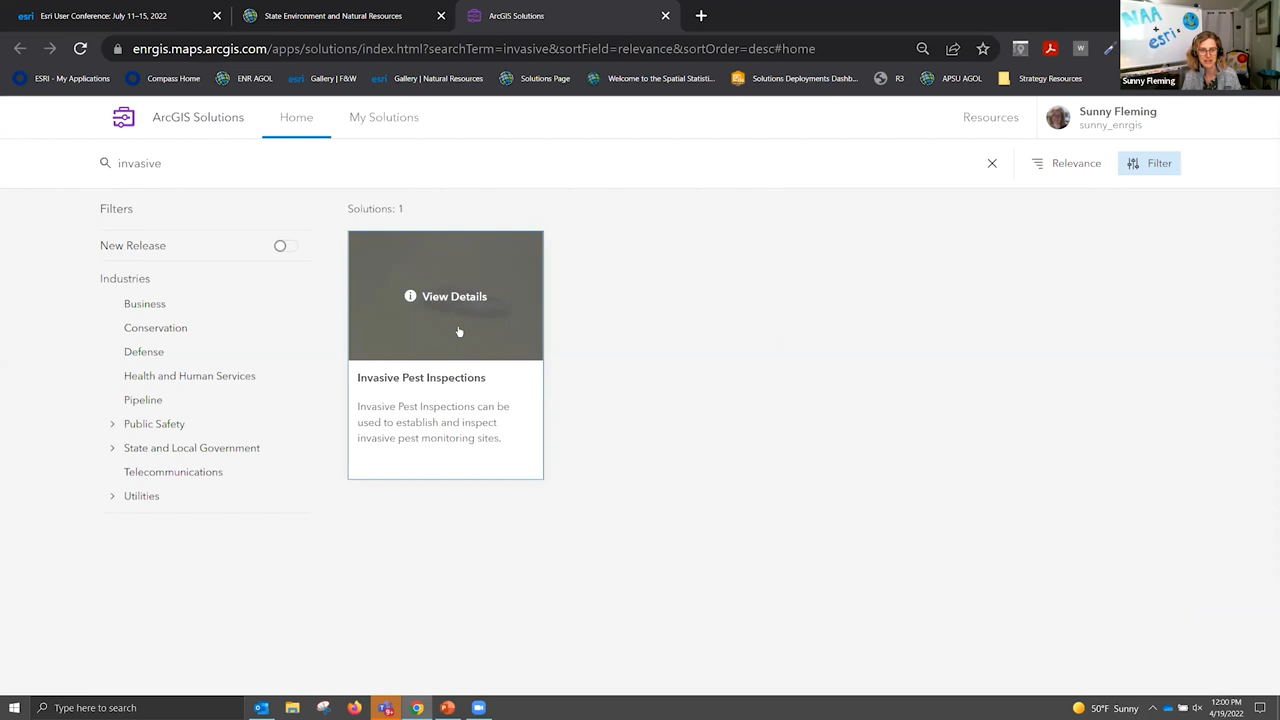 esri Esri User Conference: July 11–15, 2022
State Environment and Natural Resources
ArcGIS Solutions
NAA + esri =
Sunny Fleming
enrgis.maps.arcgis.com/apps/solutions/index.html?searchTerm=invasive&sortField=relevance&sortOrder=desc#home
ESRI - My Applications
Compass Home
ENR AGOL
esri Gallery | F&W
esri Gallery | Natural Resources
Solutions Page
Welcome to the Spatial Statisti...
Solutions Deployments Dashb...
R3
APSU AGOL
Strategy Resources
ArcGIS Solutions
Home
My Solutions
Resources
Sunny Fleming
sunny_enrgis
invasive
Relevance
Filter
Filters
Solutions: 1
New Release
Industries
Business
Conservation
Defense
Health and Human Services
Pipeline
Public Safety
State and Local Government
Telecommunications
Utilities
View Details
Invasive Pest Inspections
Invasive Pest Inspections can be
used to establish and inspect
invasive pest monitoring sites.
Type here to search
50°F Sunny
12:00 PM
4/19/2022